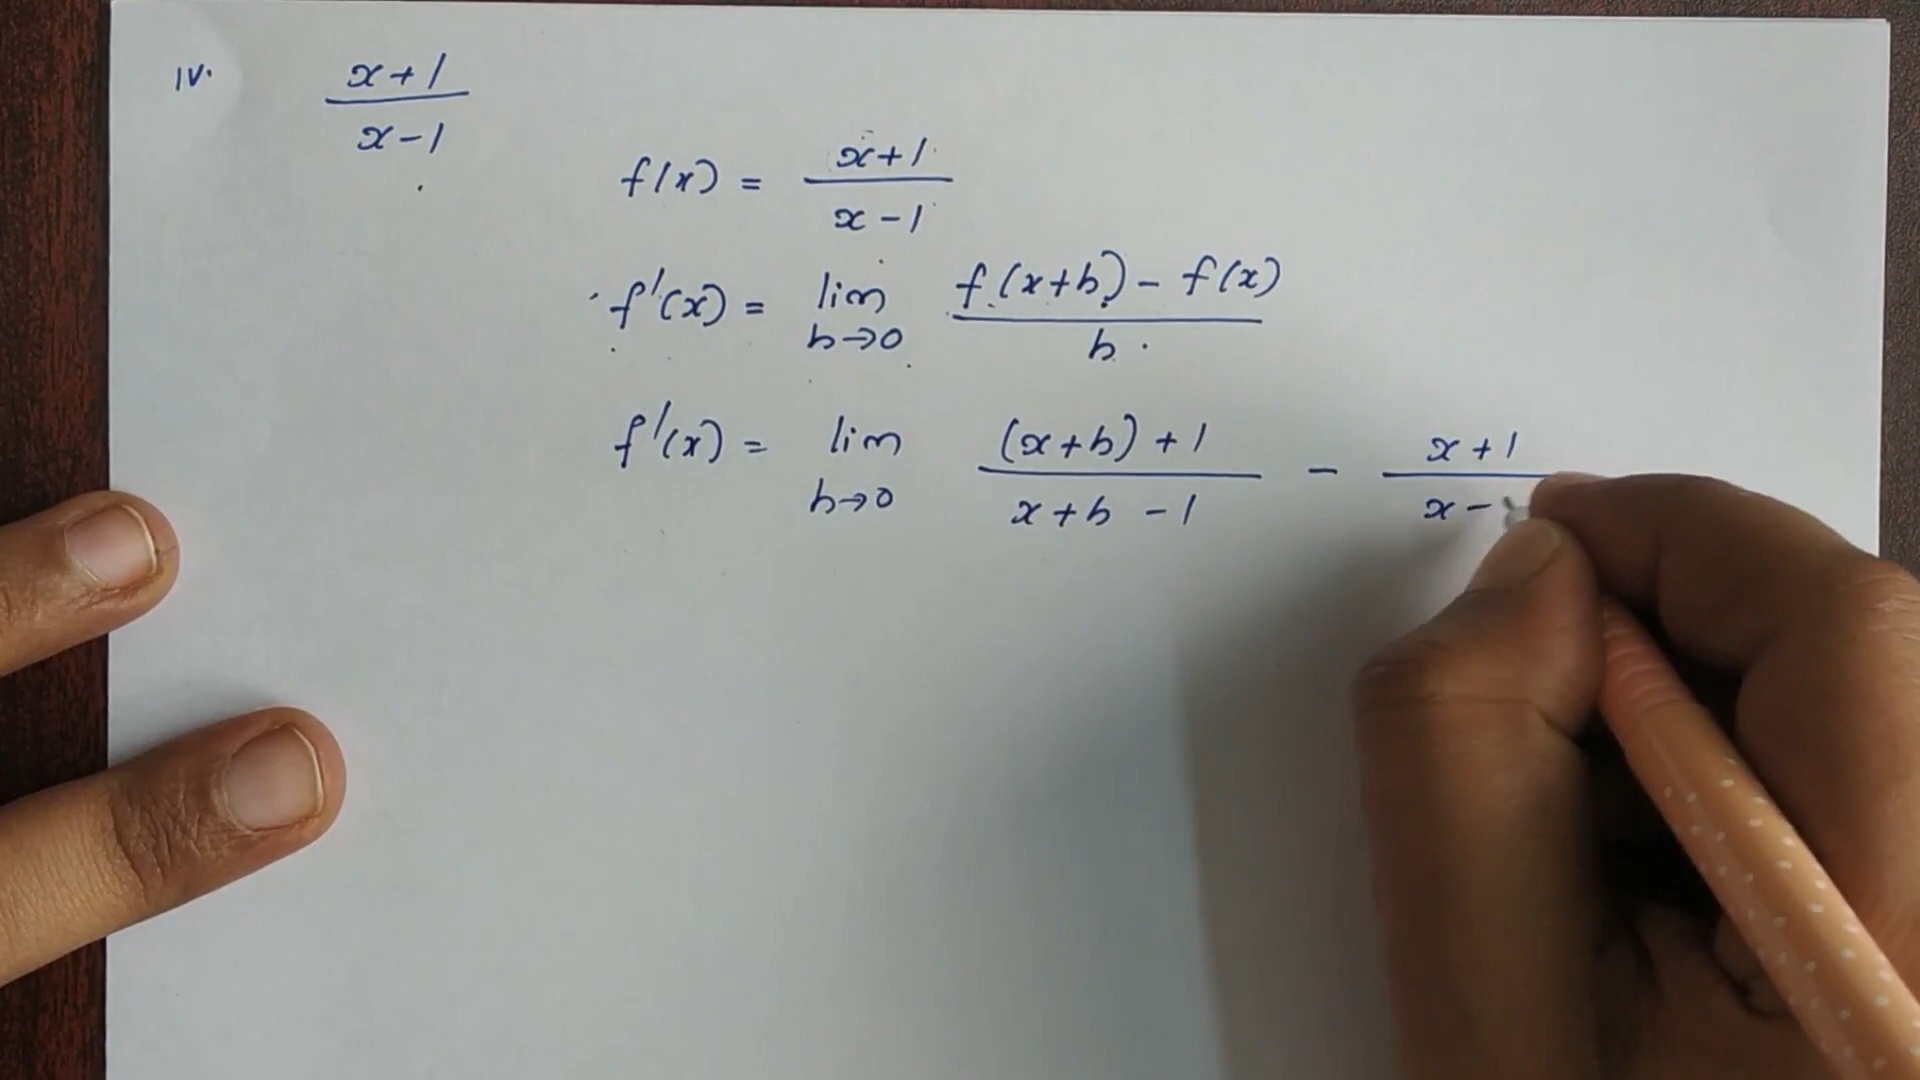 IV. x+1 / x-1
f(x) = x+1 / x-1
f'(x) = lim h→0 f(x+h) - f(x) / h
f'(x) = lim h→0 (x+h)+1 / x+h-1 - x+1 / x-